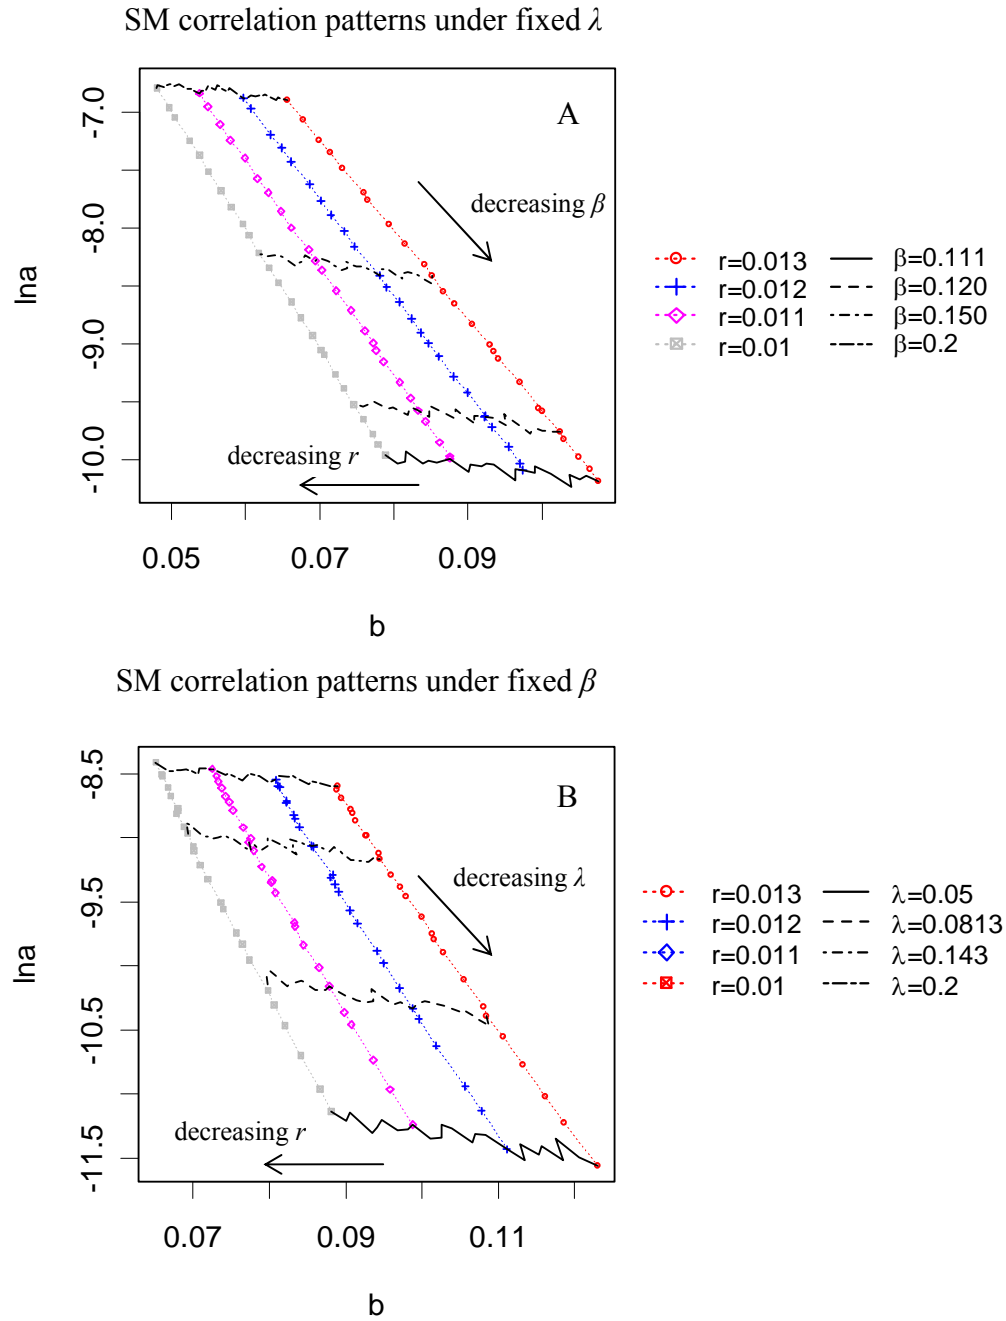 SM correlation patterns under fixed λ
A
-7.0
-8.0
-9.0
-10.0
lna
decreasing β
decreasing r
0.05 0.07 0.09
b
r=0.013 β=0.111
r=0.012 β=0.120
r=0.011 β=0.150
r=0.01 β=0.2
SM correlation patterns under fixed β
B
-8.5
-9.5
-10.5
-11.5
lna
decreasing λ
decreasing r
0.07 0.09 0.11
b
r=0.013 λ=0.05
r=0.012 λ=0.0813
r=0.011 λ=0.143
r=0.01 λ=0.2